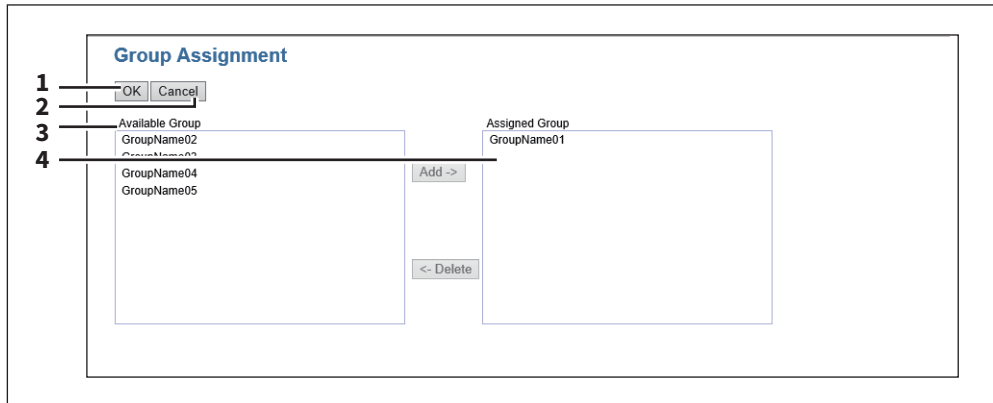 Group Assignment
1
OK Cancel
2
3
Available Group
Assigned Group
GroupName02
GroupName01
4
GroupName04
Add ->
GroupName05
<- Delete